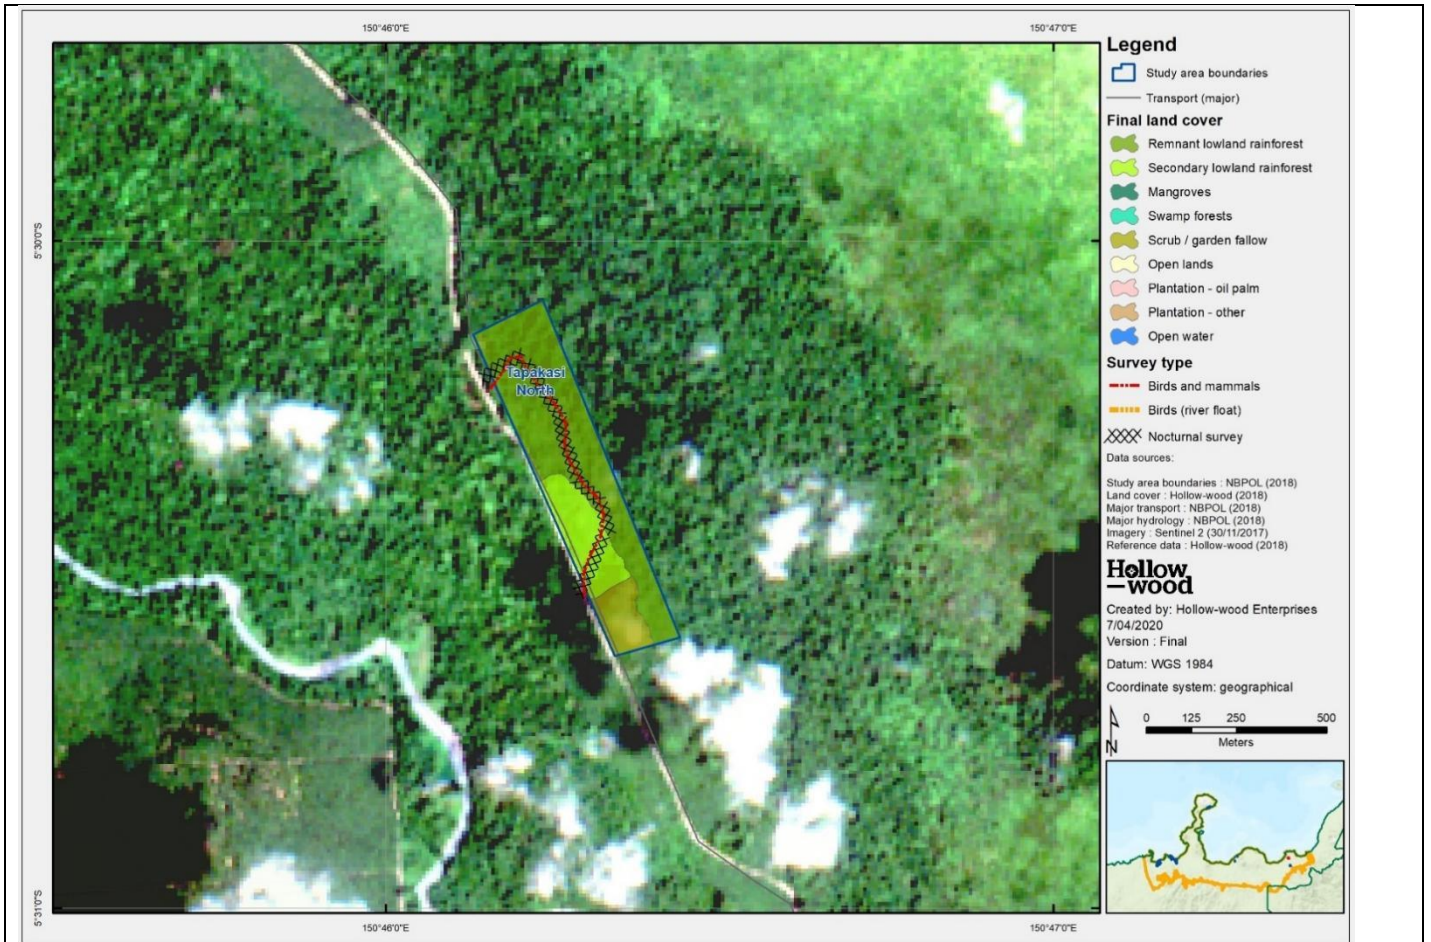 150°46'0"E
150°47'0"E
5°30'0"S
5°31'0"S
Tapakasi
North
150°46'0"E
150°47'0"E
Legend
Study area boundaries
Transport (major)
Final land cover
Remnant lowland rainforest
Secondary lowland rainforest
Mangroves
Swamp forests
Scrub / garden fallow
Open lands
Plantation - oil palm
Plantation - other
Open water
Survey type
Birds and mammals
Birds (river float)
Nocturnal survey
Data sources:
Study area boundaries : NBPOL (2018)
Land cover : Hollow-wood (2018)
Major transport : NBPOL (2018)
Major hydrology : NBPOL (2018)
Imagery : Sentinel 2 (30/11/2017)
Reference data : Hollow-wood (2018)
Hollow
—wood
Created by: Hollow-wood Enterprises
7/04/2020
Version : Final
Datum: WGS 1984
Coordinate system: geographical
N
0 125 250 500
Meters